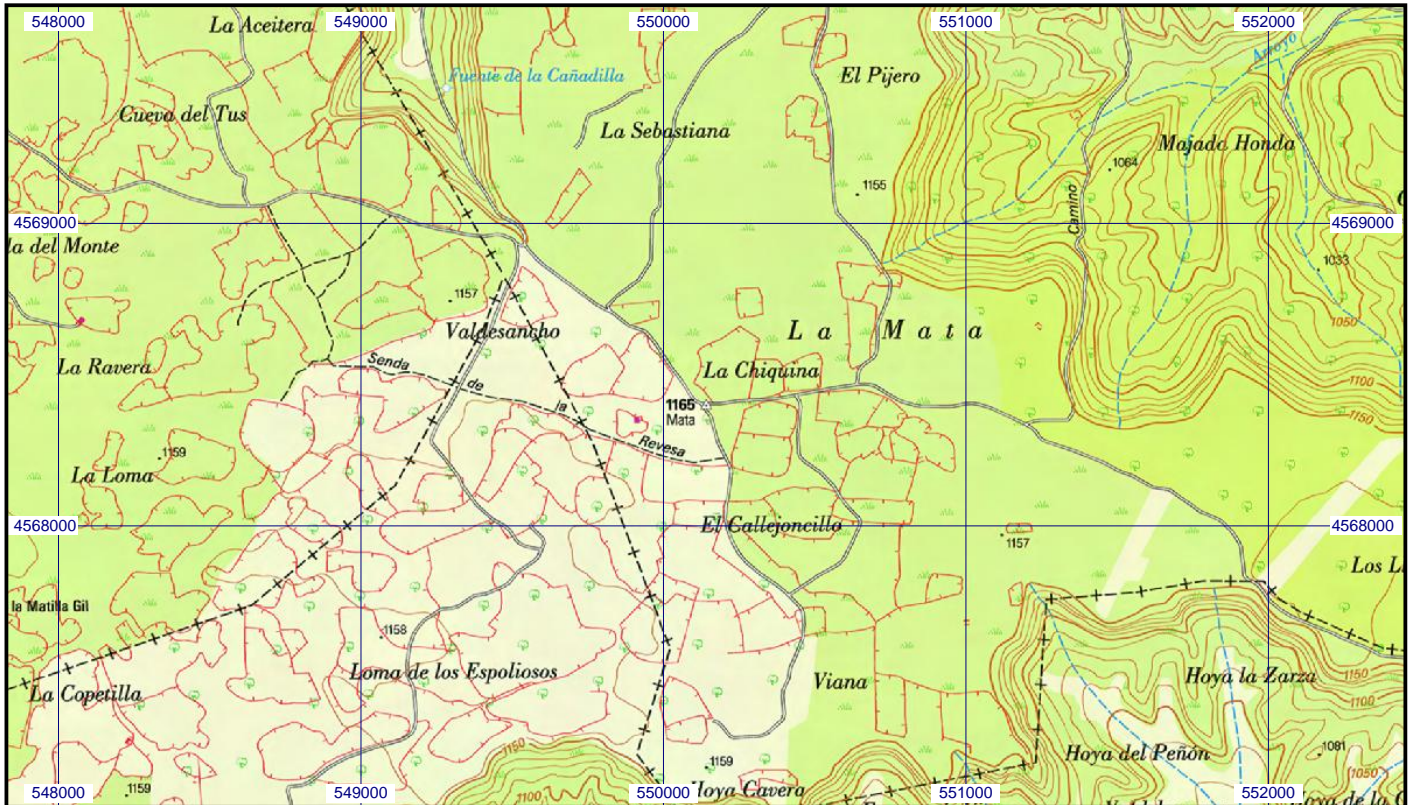 548000
549000
550000
551000
552000
La Aceitera
Arroyo
Fuente de la Cañadilla
El Pijero
Cueva del Tus
La Sebastiana
Majada Honda
1064
1155
Camino
4569000
4569000
la del Monte
1033
1157
1050
Valdesancho
La Mata
La Ravera
Senda de la Revesa
La Chiquina
1100
1165
Mata
1150
1159
La Loma
4568000
El Callejoncillo
4568000
1157
Los
la Matilla Gil
1158
Loma de los Espoliosos
Viana
Hoya la Zarza
1150
La Copetilla
1100
1150
Hoya del Peñón
1081
1159
1050
1159
1100
Hoya Cavera
548000
549000
550000
551000
552000